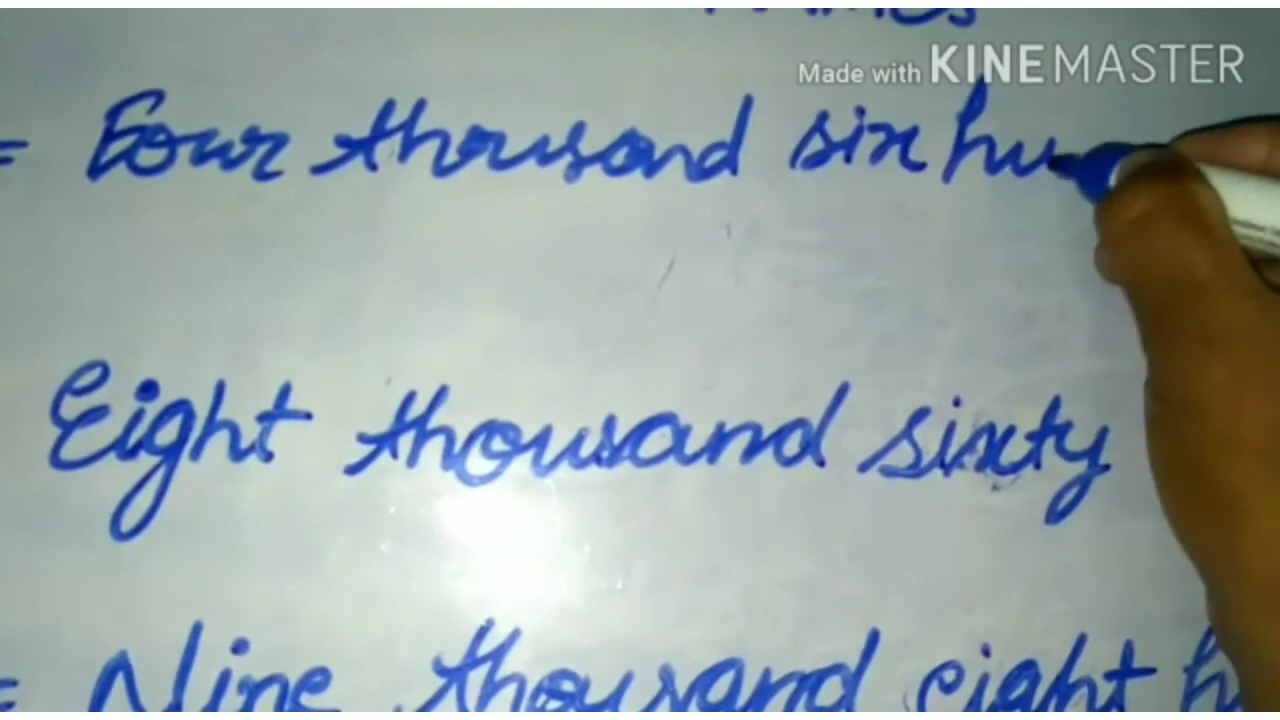 Made with KINEMASTER
= Four thousand six hu
Eight thousand sixty
= Nine thousand eight h